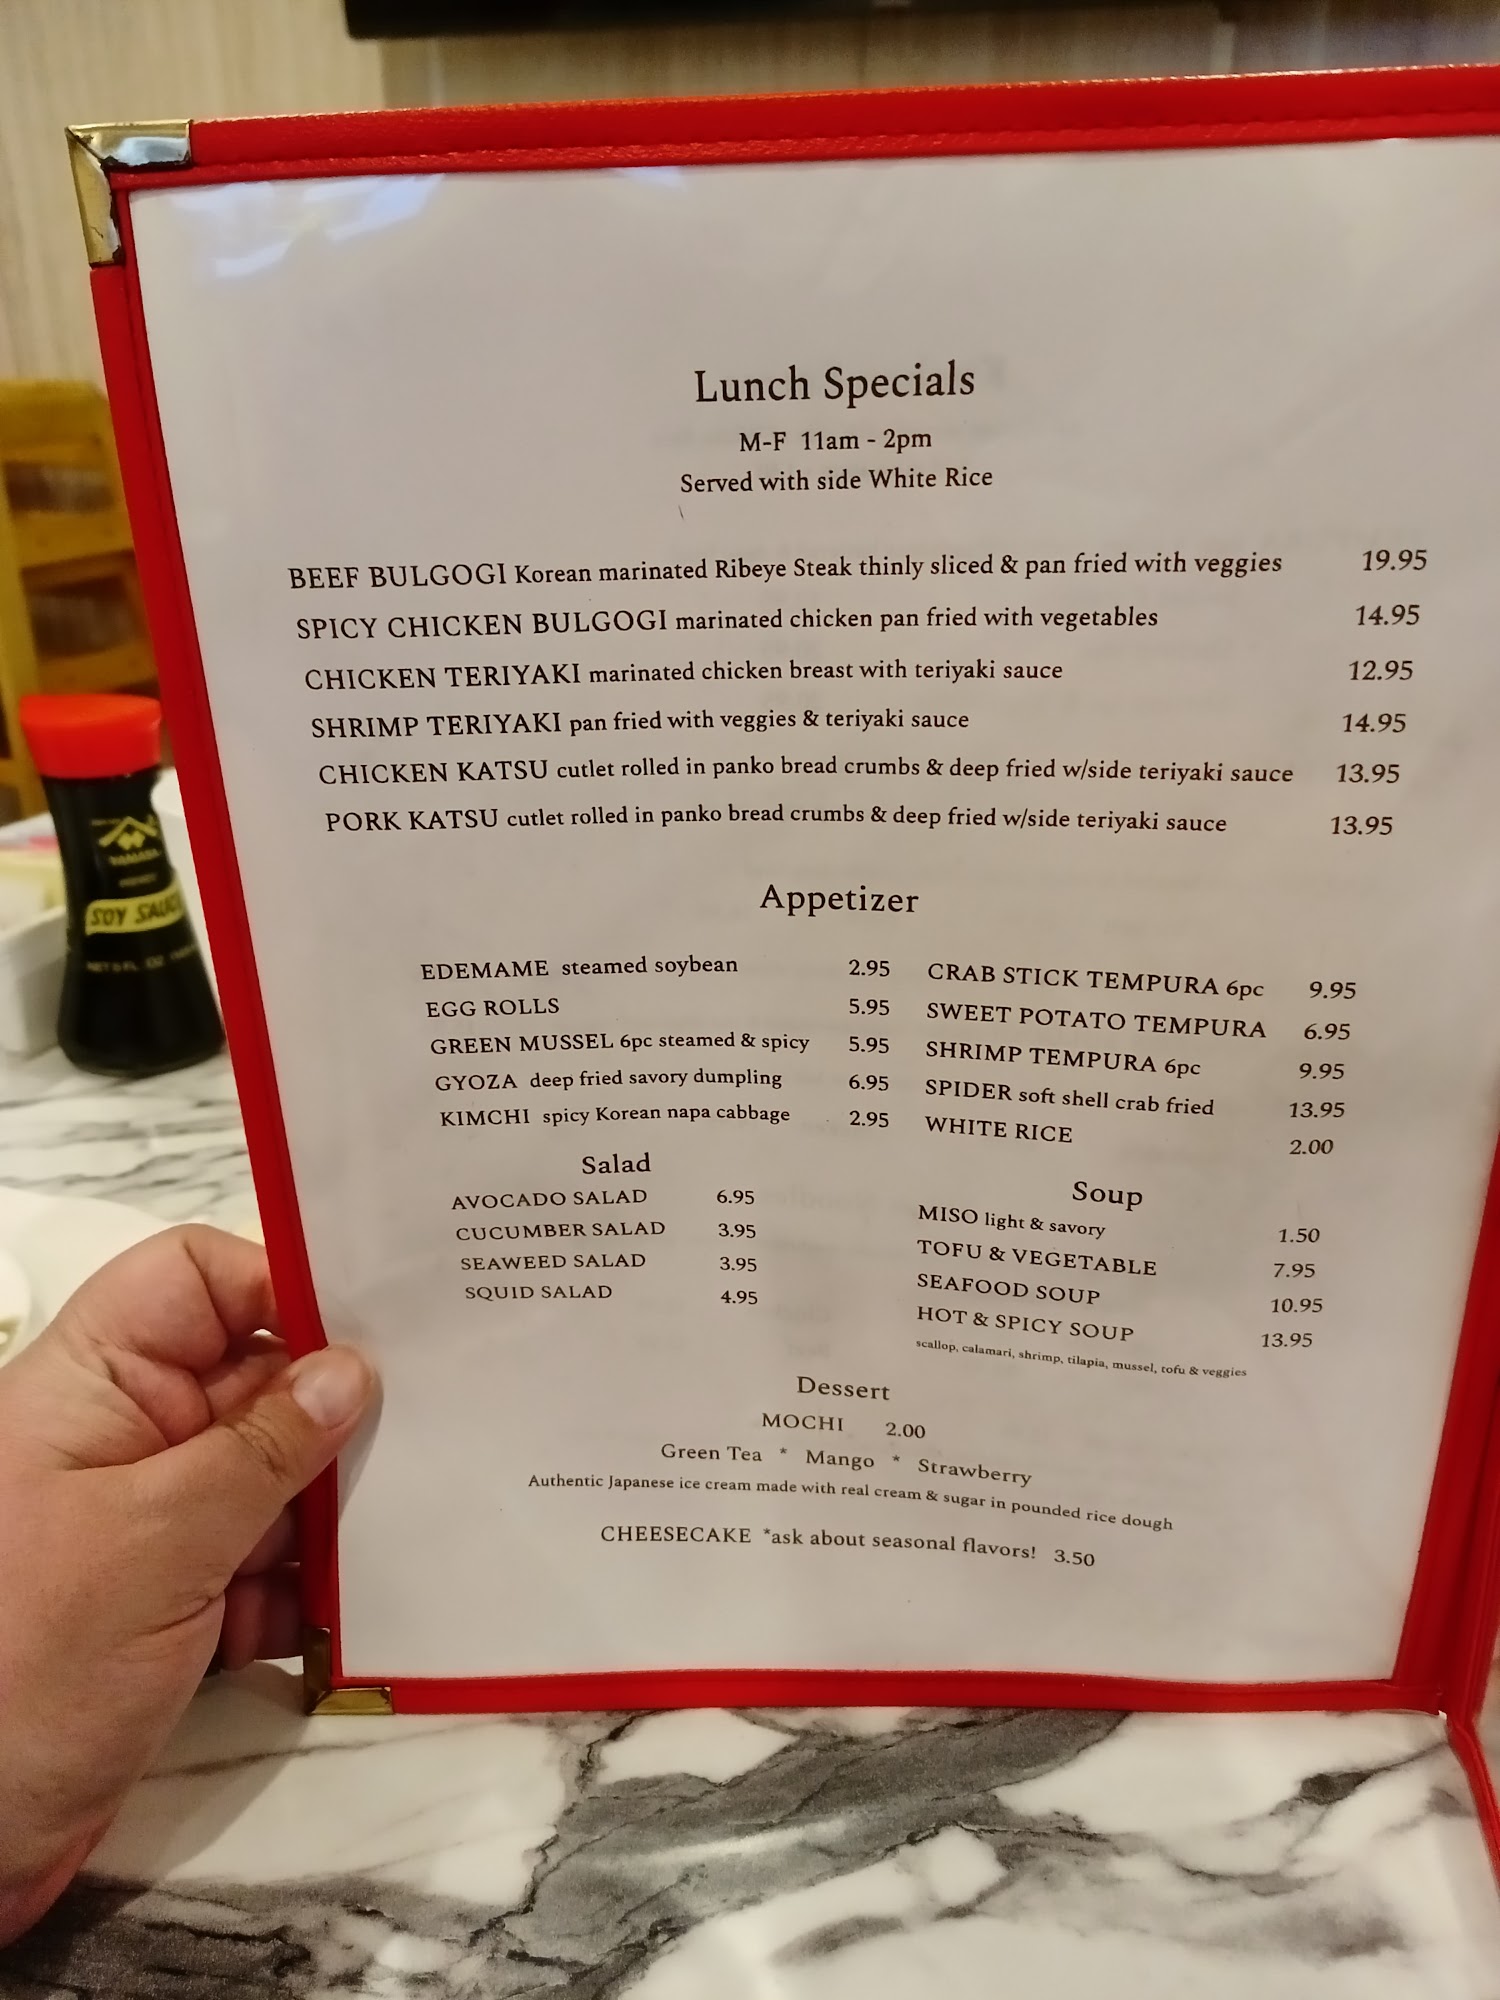 Lunch Specials
M-F 11am - 2pm
Served with side White Rice
BEEF BULGOGI Korean marinated Ribeye Steak thinly sliced & pan fried with veggies 19.95
SPICY CHICKEN BULGOGI marinated chicken pan fried with vegetables 14.95
CHICKEN TERIYAKI marinated chicken breast with teriyaki sauce 12.95
SHRIMP TERIYAKI pan fried with veggies & teriyaki sauce 14.95
CHICKEN KATSU cutlet rolled in panko bread crumbs & deep fried w/side teriyaki sauce 13.95
PORK KATSU cutlet rolled in panko bread crumbs & deep fried w/side teriyaki sauce 13.95
Appetizer
EDEMAME steamed soybean 2.95
EGG ROLLS 5.95
GREEN MUSSEL 6pc steamed & spicy 5.95
GYOZA deep fried savory dumpling 6.95
KIMCHI spicy Korean napa cabbage 2.95
CRAB STICK TEMPURA 6pc 9.95
SWEET POTATO TEMPURA 6.95
SHRIMP TEMPURA 6pc 9.95
SPIDER soft shell crab fried 13.95
WHITE RICE 2.00
Salad
AVOCADO SALAD 6.95
CUCUMBER SALAD 3.95
SEAWEED SALAD 3.95
SQUID SALAD 4.95
Soup
MISO light & savory 1.50
TOFU & VEGETABLE 7.95
SEAFOOD SOUP 10.95
HOT & SPICY SOUP 13.95
scallop, calamari, shrimp, tilapia, mussel, tofu & veggies
Dessert
MOCHI 2.00
Green Tea * Mango * Strawberry
Authentic Japanese ice cream made with real cream & sugar in pounded rice dough
CHEESECAKE *ask about seasonal flavors! 3.50
SOY SAUCE